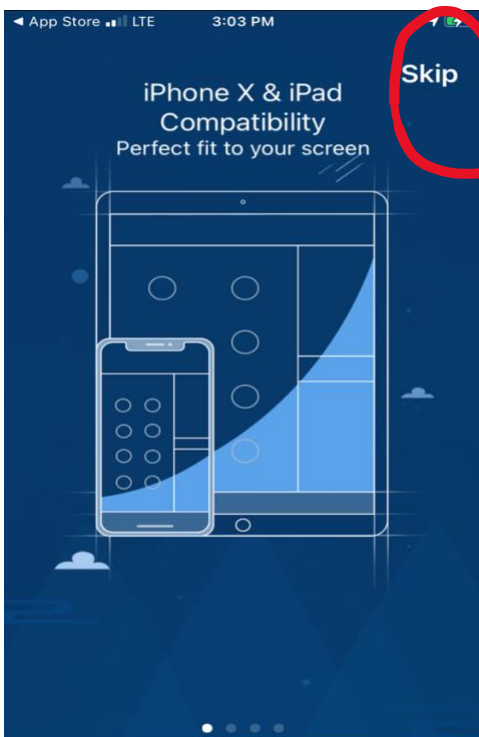 ◀ App Store LTE 3:03 PM
Skip
iPhone X & iPad
Compatibility
Perfect fit to your screen